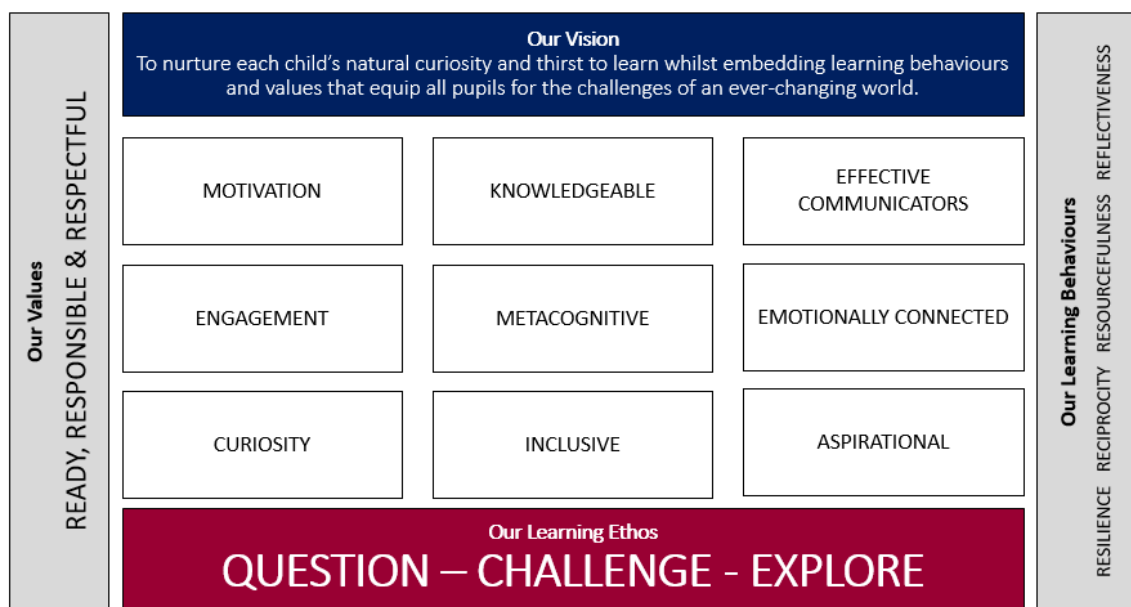 Our Values
READY, RESPONSIBLE & RESPECTFUL
Our Vision
To nurture each child's natural curiosity and thirst to learn whilst embedding learning behaviours
and values that equip all pupils for the challenges of an ever-changing world.
MOTIVATION
KNOWLEDGEABLE
EFFECTIVE
COMMUNICATORS
ENGAGEMENT
METACOGNITIVE
EMOTIONALLY CONNECTED
CURIOSITY
INCLUSIVE
ASPIRATIONAL
Our Learning Ethos
QUESTION – CHALLENGE - EXPLORE
Our Learning Behaviours
RESILIENCE RECIPROCITY RESOURCEFULNESS REFLECTIVENESS